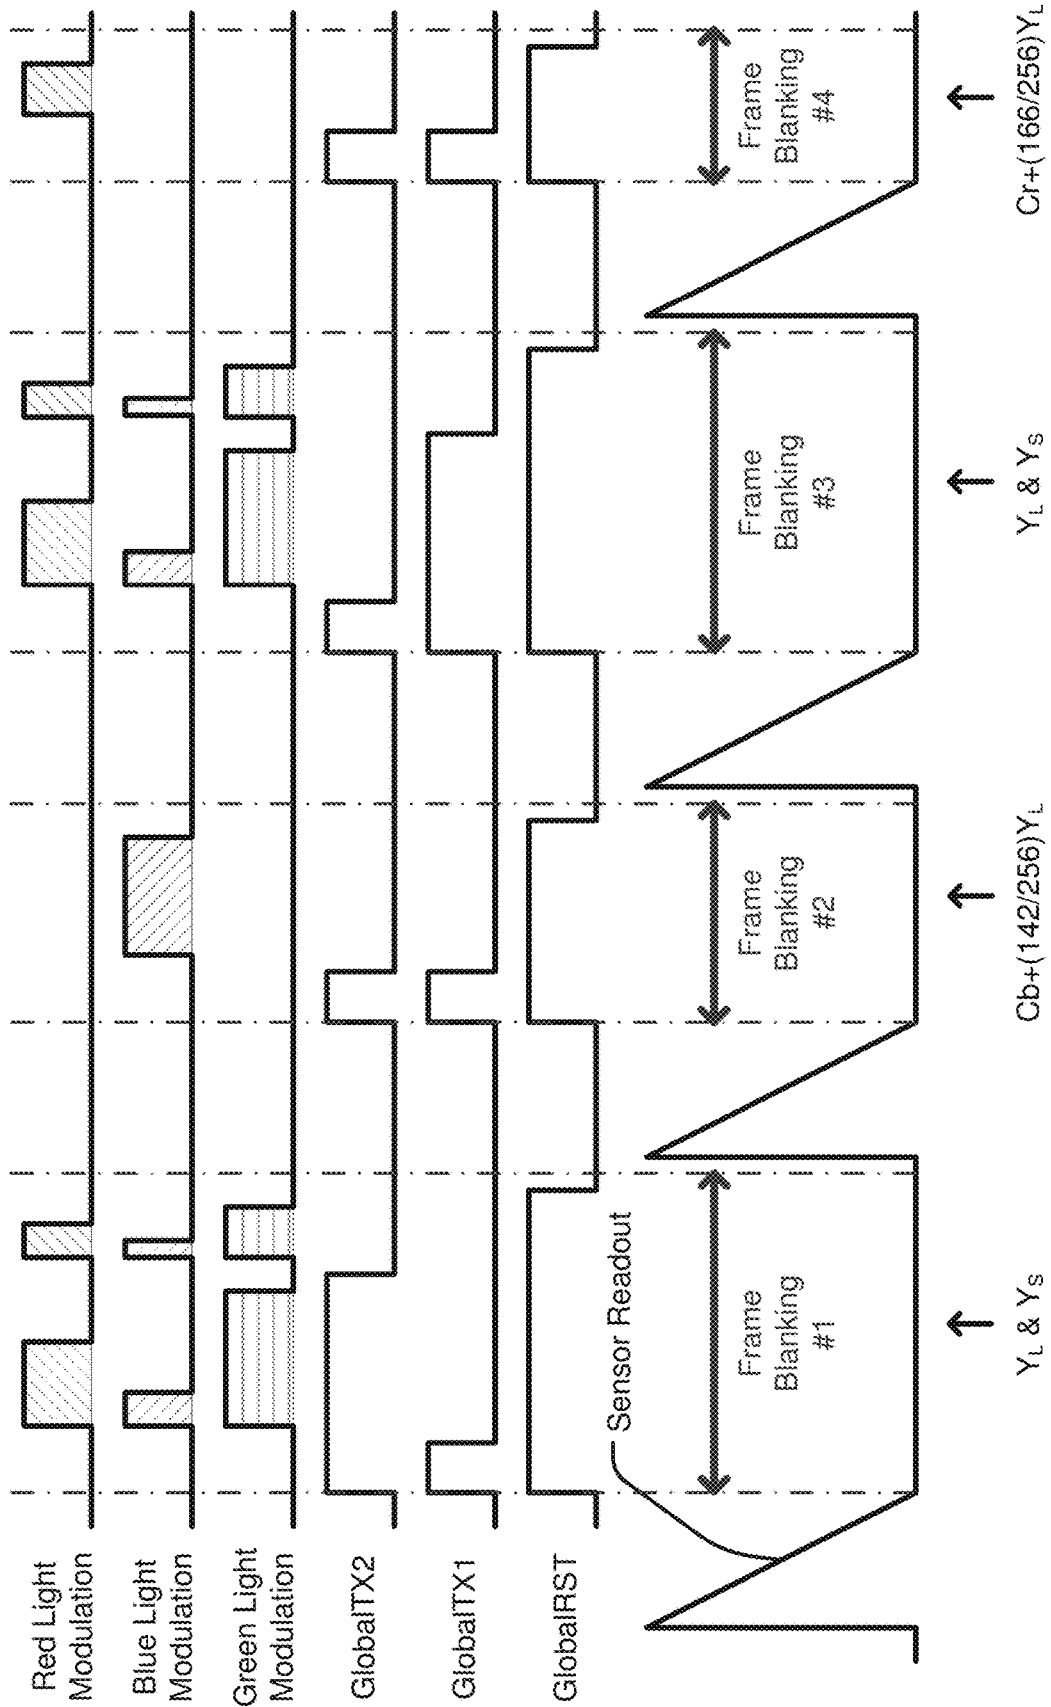 Red Light
Modulation
Blue Light
Modulation
Green Light
Modulation
GlobalTX2
GlobalTX1
GlobalRST
Sensor Readout
Frame
Blanking
#1
Frame
Blanking
#2
Frame
Blanking
#3
Frame
Blanking
#4
YL & YS
Cb+(142/256)YL
YL & YS
Cr+(166/256)YL